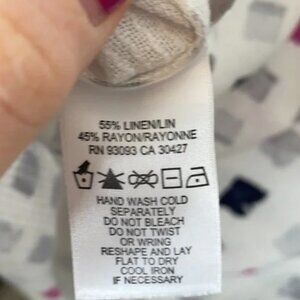 55% LINEN/LIN
45% RAYON/RAYONNE
RN 93093 CA 30427
HAND WASH COLD
SEPARATELY
DO NOT BLEACH
DO NOT TWIST
OR WRING
RESHAPE AND LAY
FLAT TO DRY
COOL IRON
IF NECESSARY